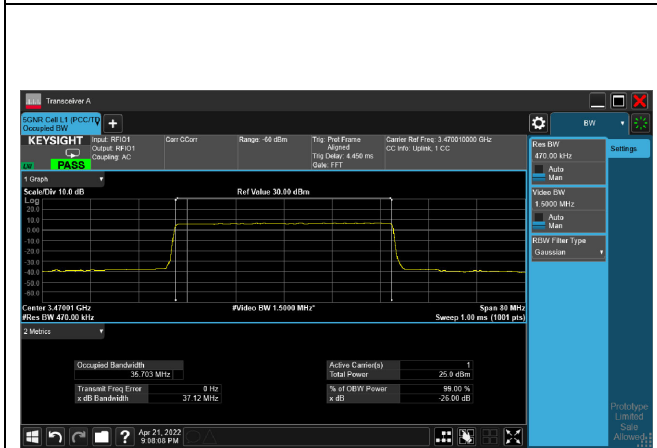 Transceiver A
5GNR Cell L1 (PCC/TD
Occupied BW
+
BW
KEYSIGHT
Input: RFIO1
Output: RFIO1
Coupling: AC
Carr CCorr
Range: -60 dBm
Trig: Prot Frame
Aligned
Trig Delay: 4.450 ms
Gate: FFT
Carrier Ref Freq: 3.470010000 GHz
CC Info: Uplink, 1 CC
PASS
Res BW
470.00 kHz
Auto
Man
Settings
Video BW
1.5000 MHz
Auto
Man
RBW Filter Type
Gaussian
1 Graph
Scale/Div 10.0 dB
Ref Value 30.00 dBm
Log
20.0
10.0
0.00
-10.0
-20.0
-30.0
-40.0
-50.0
-60.0
Center 3.47001 GHz
#Video BW 1.5000 MHz*
Span 80 MHz
#Res BW 470.00 kHz
Sweep 1.00 ms (1001 pts)
2 Metrics
Occupied Bandwidth
35.703 MHz
Active Carrier(s) 1
Total Power 25.0 dBm
Transmit Freq Error 0 Hz
% of OBW Power 99.00 %
x dB Bandwidth 37.12 MHz
x dB -26.00 dB
Prototype
Limited
Sale
Allowed
?
Apr 21, 2022
9:08:08 PM